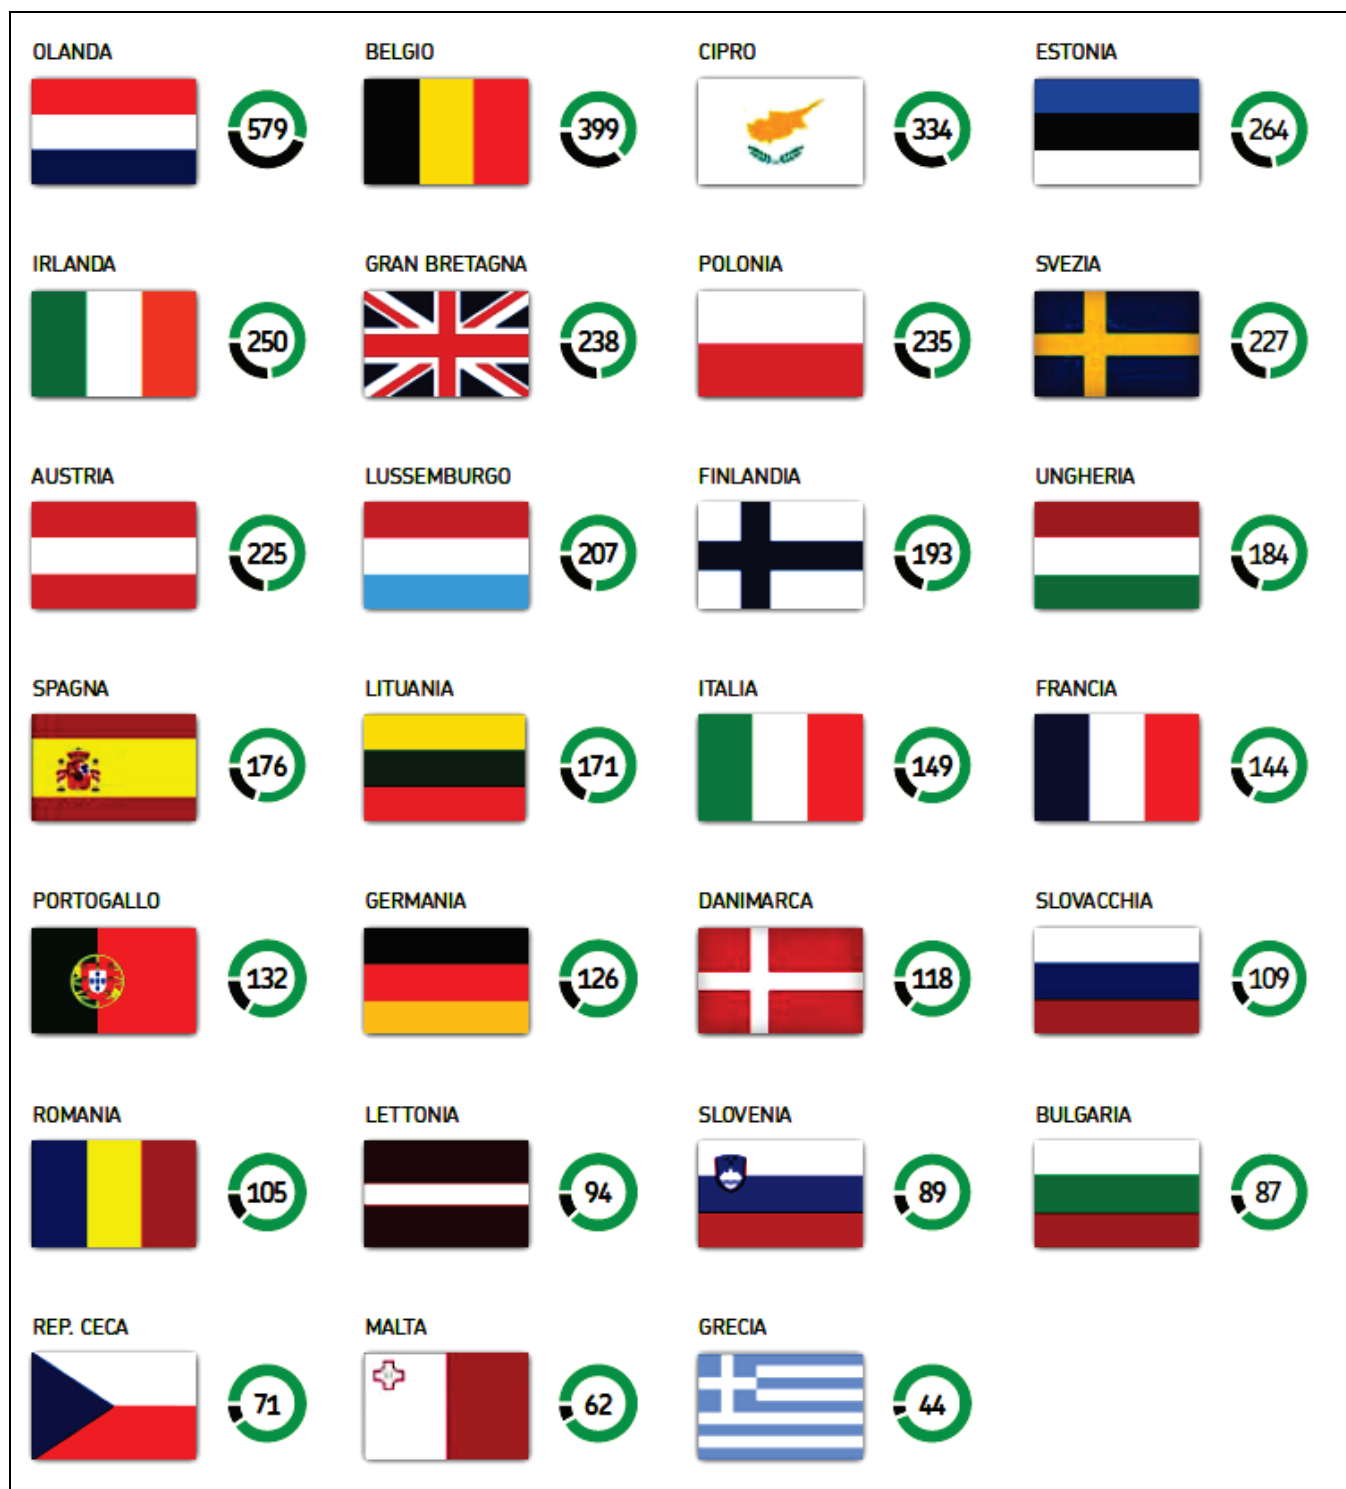 OLANDA
BELGIO
CIPRO
ESTONIA
579
399
334
264
IRLANDA
GRAN BRETAGNA
POLONIA
SVEZIA
250
238
235
227
AUSTRIA
LUSSEMBURGO
FINLANDIA
UNGHERIA
225
207
193
184
SPAGNA
LITUANIA
ITALIA
FRANCIA
176
171
149
144
PORTOGALLO
GERMANIA
DANIMARCA
SLOVACCHIA
132
126
118
109
ROMANIA
LETTONIA
SLOVENIA
BULGARIA
105
94
89
87
REP. CECA
MALTA
GRECIA
71
62
44